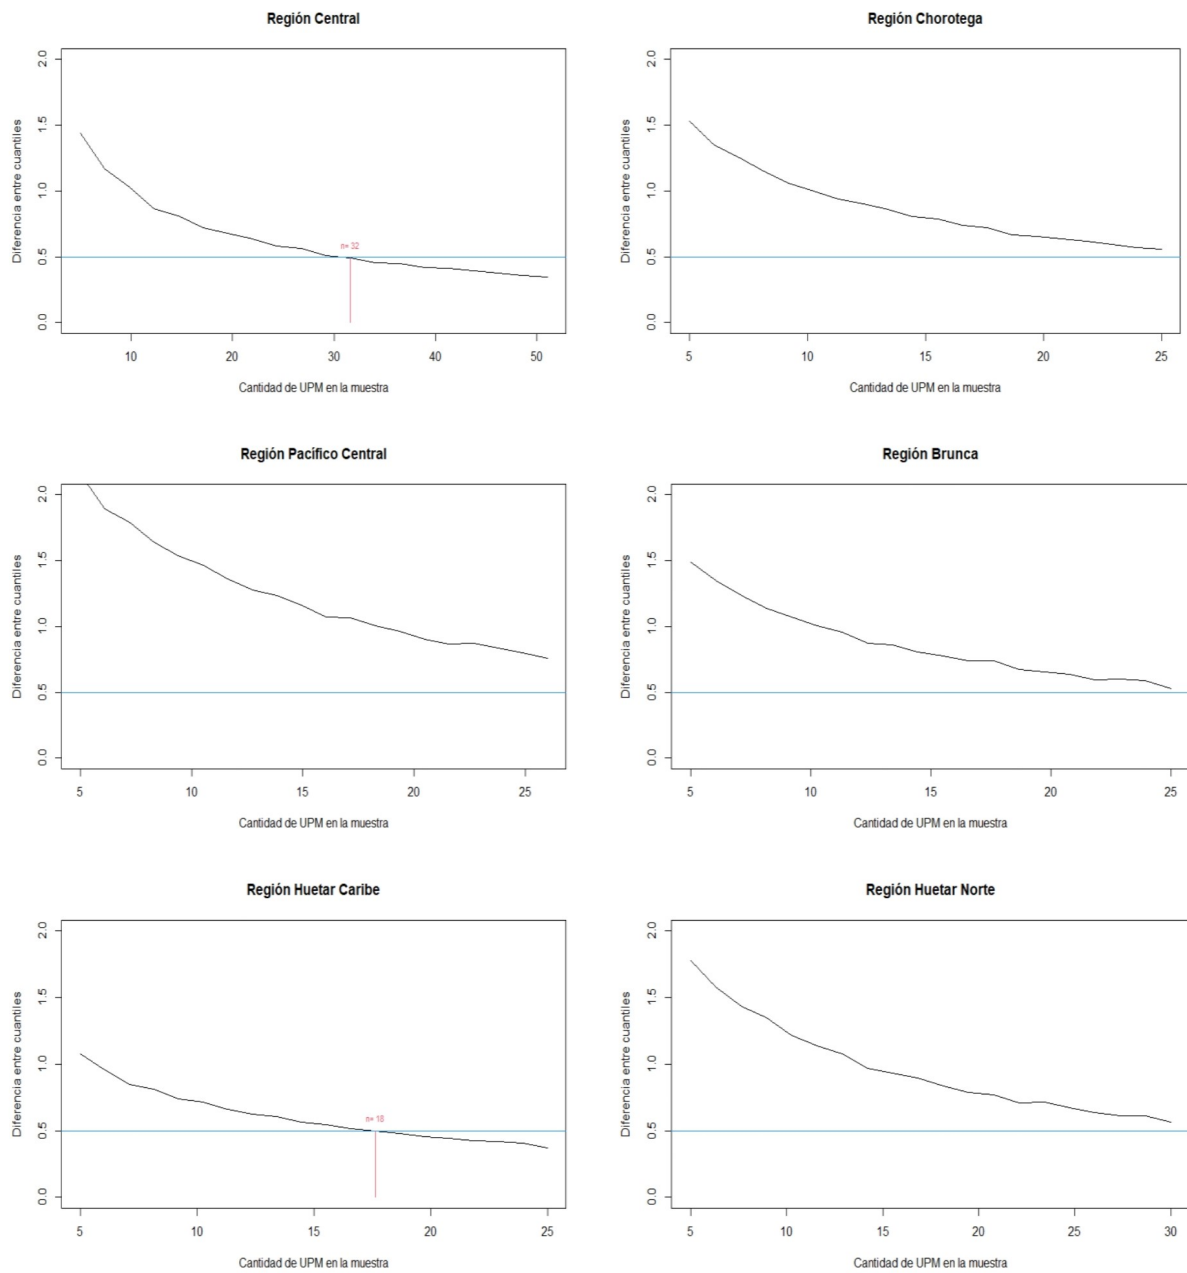 Región Central
Diferencia entre cuantiles
2.0
1.5
1.0
0.5
0.0
n= 32
10 20 30 40 50
Cantidad de UPM en la muestra
Región Chorotega
Diferencia entre cuantiles
2.0
1.5
1.0
0.5
0.0
5 10 15 20 25
Cantidad de UPM en la muestra
Región Pacífico Central
Diferencia entre cuantiles
2.0
1.5
1.0
0.5
0.0
5 10 15 20 25
Cantidad de UPM en la muestra
Región Brunca
Diferencia entre cuantiles
2.0
1.5
1.0
0.5
0.0
5 10 15 20 25
Cantidad de UPM en la muestra
Región Huetar Caribe
Diferencia entre cuantiles
2.0
1.5
1.0
0.5
0.0
n= 18
5 10 15 20 25
Cantidad de UPM en la muestra
Región Huetar Norte
Diferencia entre cuantiles
2.0
1.5
1.0
0.5
0.0
5 10 15 20 25 30
Cantidad de UPM en la muestra